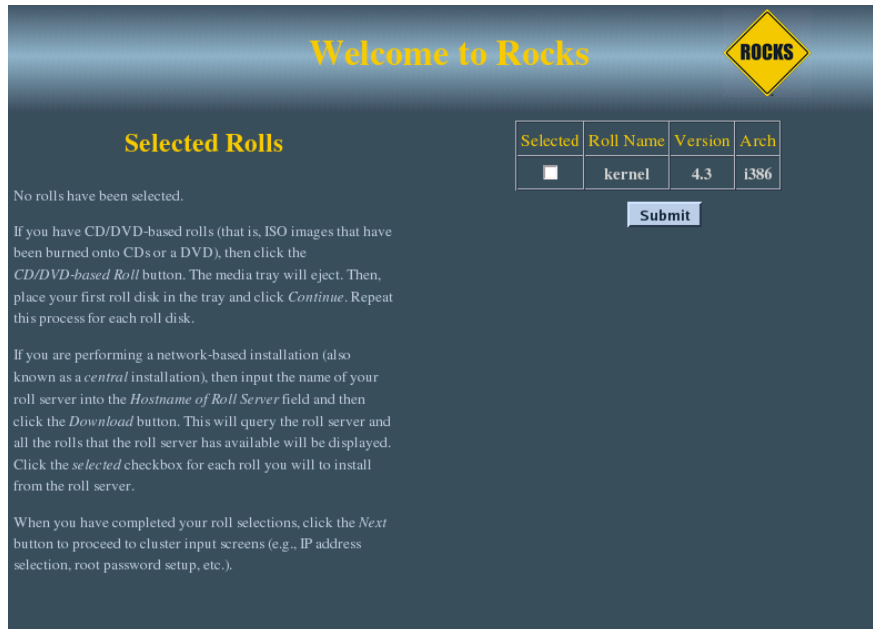 Welcome to Rocks
ROCKS
Selected Rolls
No rolls have been selected.
If you have CD/DVD-based rolls (that is, ISO images that have
been burned onto CDs or a DVD), then click the
CD/DVD-based Roll button. The media tray will eject. Then,
place your first roll disk in the tray and click Continue. Repeat
this process for each roll disk.
If you are performing a network-based installation (also
known as a central installation), then input the name of your
roll server into the Hostname of Roll Server field and then
click the Download button. This will query the roll server and
all the rolls that the roll server has available will be displayed.
Click the selected checkbox for each roll you will to install
from the roll server.
When you have completed your roll selections, click the Next
button to proceed to cluster input screens (e.g., IP address
selection, root password setup, etc.).
Selected Roll Name Version Arch
kernel 4.3 i386
Submit